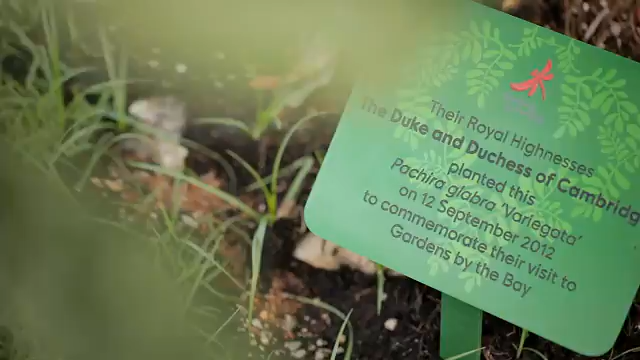 Their Royal Highnesses
The Duke and Duchess of Cambridge
planted this
Pachira glabra 'Variegata'
on 12 September 2012
to commemorate their visit to
Gardens by the Bay